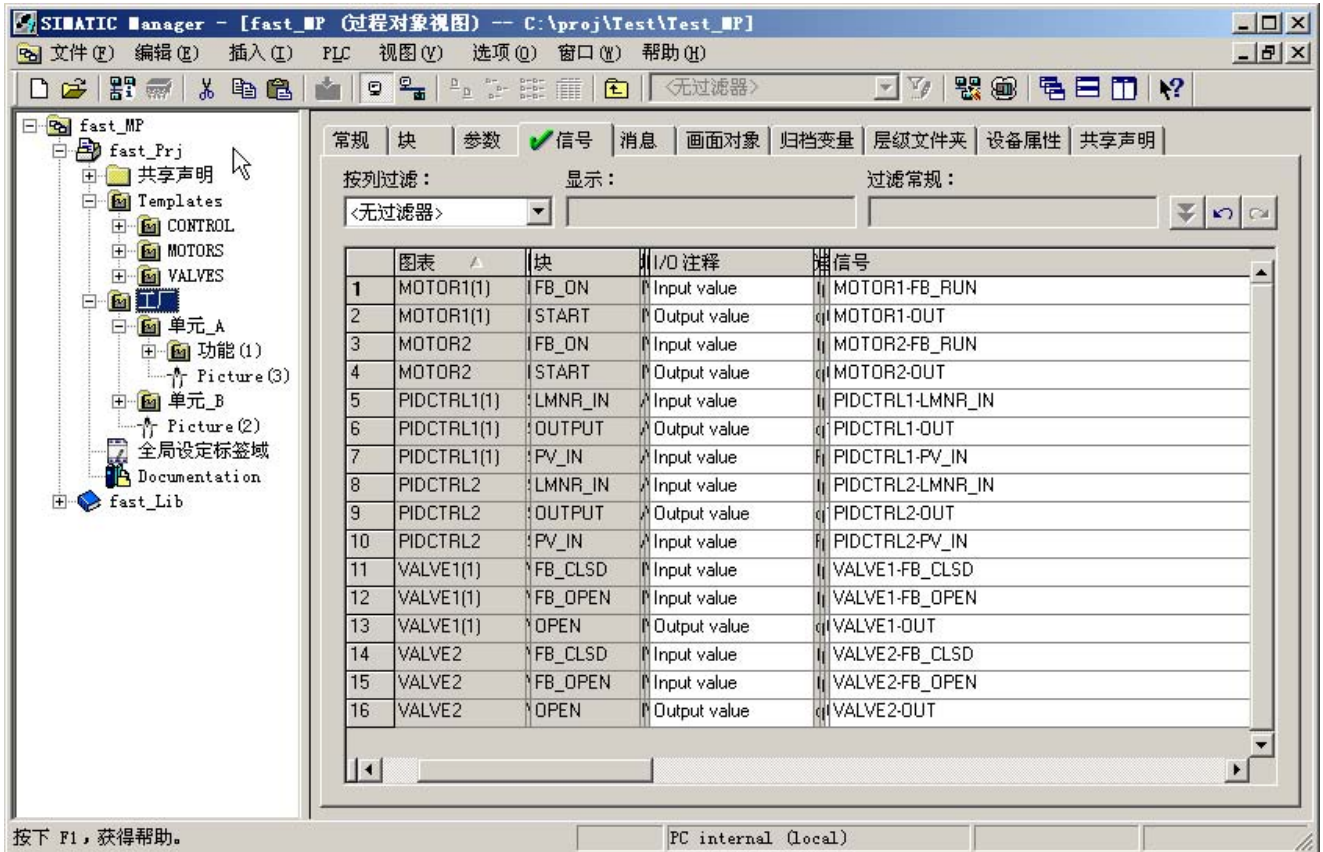 SIMATIC Manager - [fast_MP (过程对象视图) -- C:\proj\Test\Test_MP]
文件(F) 编辑(E) 插入(I) PLC 视图(V) 选项(O) 窗口(W) 帮助(H)
<无过滤器>
fast_MP
fast_Prj
共享声明
Templates
CONTROL
MOTORS
VALVES
工厂
单元_A
功能(1)
Picture(3)
单元_B
Picture(2)
全局设定标签域
Documentation
fast_Lib
常规 块 参数 信号 消息 画面对象 归档变量 层级文件夹 设备属性 共享声明
按列过滤： 显示： 过滤常规：
<无过滤器>
图表 块 I/O 注释 信号
1 MOTOR1(1) FB_ON Input value MOTOR1-FB_RUN
2 MOTOR1(1) START Output value MOTOR1-OUT
3 MOTOR2 FB_ON Input value MOTOR2-FB_RUN
4 MOTOR2 START Output value MOTOR2-OUT
5 PIDCTRL1(1) LMNR_IN Input value PIDCTRL1-LMNR_IN
6 PIDCTRL1(1) OUTPUT Output value PIDCTRL1-OUT
7 PIDCTRL1(1) PV_IN Input value PIDCTRL1-PV_IN
8 PIDCTRL2 LMNR_IN Input value PIDCTRL2-LMNR_IN
9 PIDCTRL2 OUTPUT Output value PIDCTRL2-OUT
10 PIDCTRL2 PV_IN Input value PIDCTRL2-PV_IN
11 VALVE1(1) FB_CLSD Input value VALVE1-FB_CLSD
12 VALVE1(1) FB_OPEN Input value VALVE1-FB_OPEN
13 VALVE1(1) OPEN Output value VALVE1-OUT
14 VALVE2 FB_CLSD Input value VALVE2-FB_CLSD
15 VALVE2 FB_OPEN Input value VALVE2-FB_OPEN
16 VALVE2 OPEN Output value VALVE2-OUT
按下 F1，获得帮助。 PC internal (local)